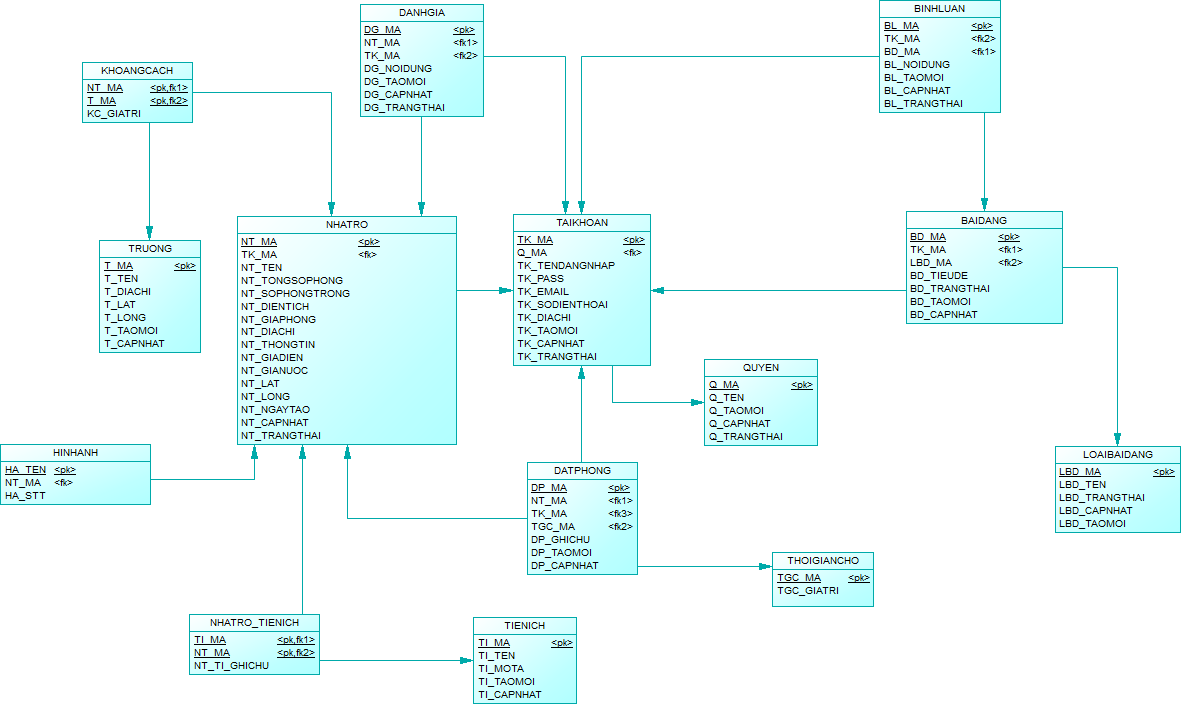 DANHGIA
DG_MA <pk>
NT_MA <fk1>
TK_MA <fk2>
DG_NOIDUNG
DG_TAOMOI
DG_CAPNHAT
DG_TRANGTHAI
BINHLUAN
BL_MA <pk>
TK_MA <fk2>
BD_MA <fk1>
BL_NOIDUNG
BL_TAOMOI
BL_CAPNHAT
BL_TRANGTHAI
KHOANGCACH
NT_MA <pk,fk1>
T_MA <pk,fk2>
KC_GIATRI
TRUONG
T_MA <pk>
T_TEN
T_DIACHI
T_LAT
T_LONG
T_TAOMOI
T_CAPNHAT
NHATRO
NT_MA <pk>
TK_MA <fk>
NT_TEN
NT_TONGSOPHONG
NT_SOPHONGTRONG
NT_DIENTICH
NT_GIAPHONG
NT_DIACHI
NT_THONGTIN
NT_GIADIEN
NT_GIANUOC
NT_LAT
NT_LONG
NT_NGAYTAO
NT_CAPNHAT
NT_TRANGTHAI
TAIKHOAN
TK_MA <pk>
Q_MA <fk>
TK_TENDANGNHAP
TK_PASS
TK_EMAIL
TK_SODIENTHOAI
TK_DIACHI
TK_TAOMOI
TK_CAPNHAT
TK_TRANGTHAI
BAIDANG
BD_MA <pk>
TK_MA <fk1>
LBD_MA <fk2>
BD_TIEUDE
BD_TRANGTHAI
BD_TAOMOI
BD_CAPNHAT
QUYEN
Q_MA <pk>
Q_TEN
Q_TAOMOI
Q_CAPNHAT
Q_TRANGTHAI
HINHANH
HA_TEN <pk>
NT_MA <fk>
HA_STT
DATPHONG
DP_MA <pk>
NT_MA <fk1>
TK_MA <fk3>
TGC_MA <fk2>
DP_GHICHU
DP_TAOMOI
DP_CAPNHAT
LOAIBAIDANG
LBD_MA <pk>
LBD_TEN
LBD_TRANGTHAI
LBD_CAPNHAT
LBD_TAOMOI
THOIGIANCHO
TGC_MA <pk>
TGC_GIATRI
NHATRO_TIENICH
TI_MA <pk,fk1>
NT_MA <pk,fk2>
NT_TI_GHICHU
TIENICH
TI_MA <pk>
TI_TEN
TI_MOTA
TI_TAOMOI
TI_CAPNHAT